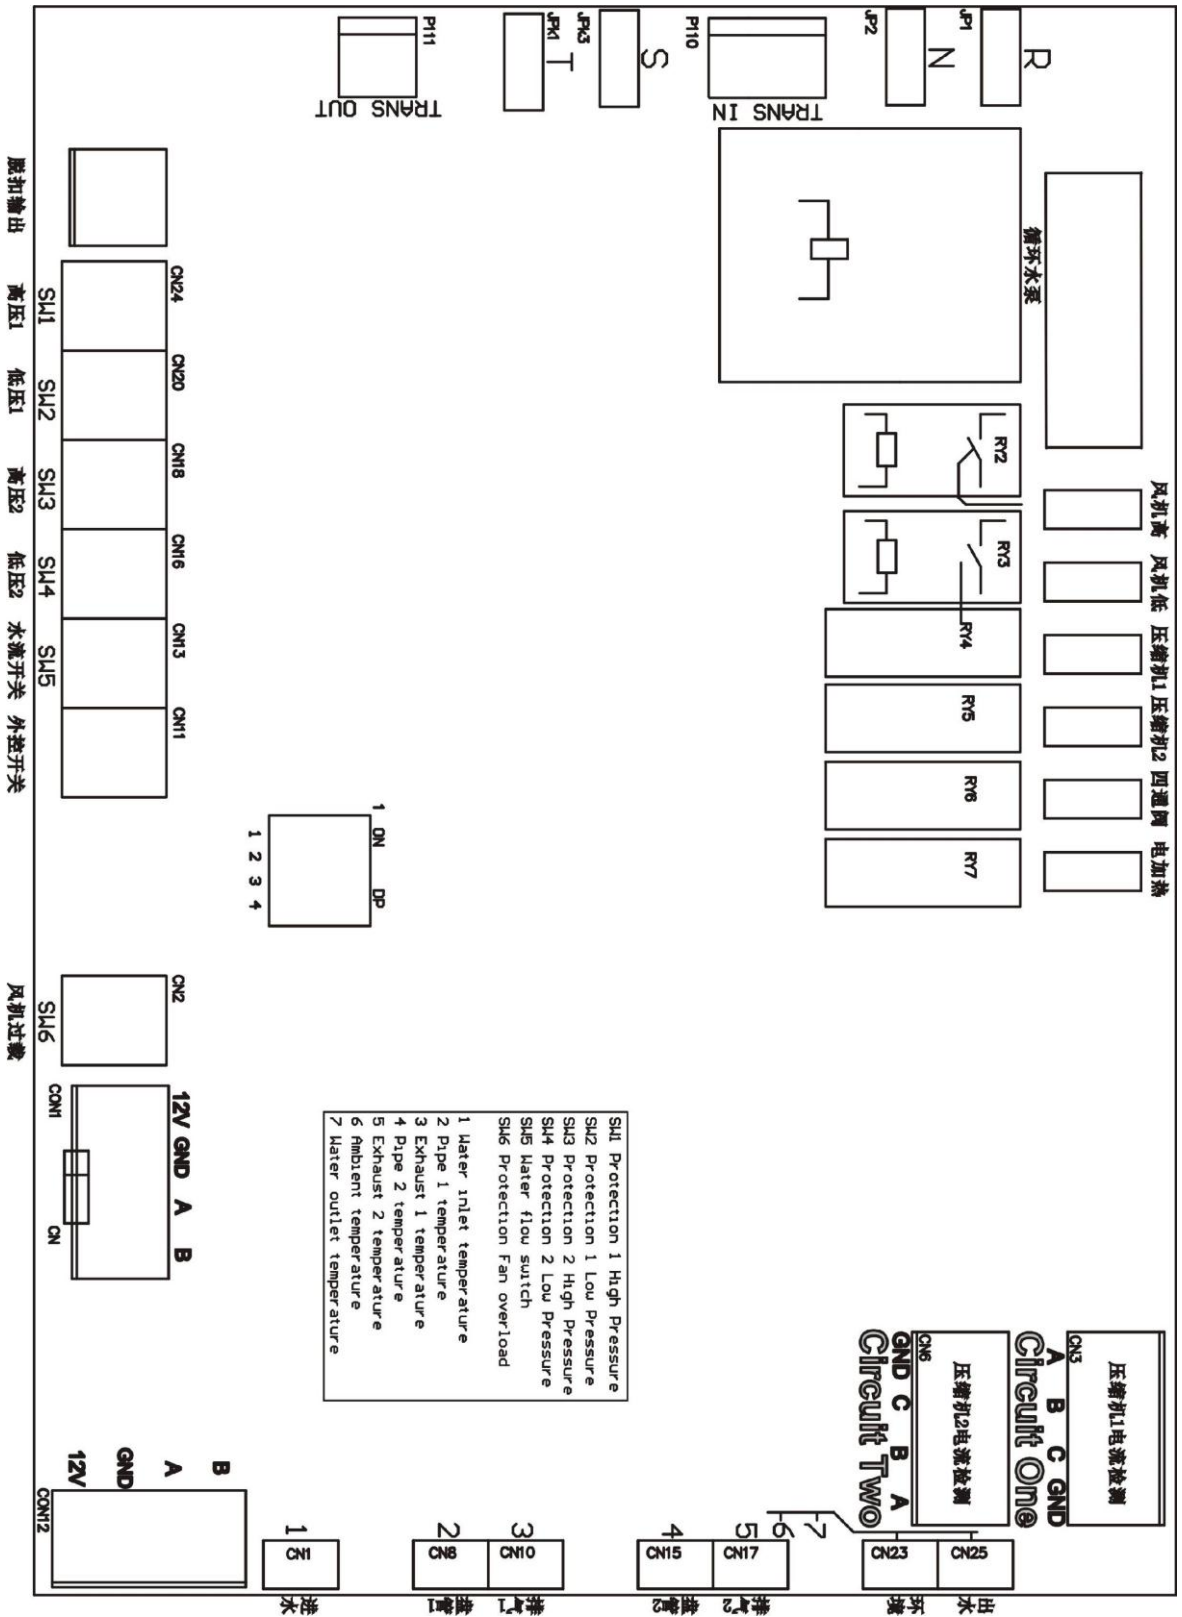 JP1
R
JP2
N
P110
TRANS IN
JPK3
S
JPK1
T
P111
TRANS OUT
循环水泵
脱扣输出
CN24
SW1
高压1
CN20
SW2
低压1
CN18
SW3
高压2
CN16
SW4
低压2
CN13
SW5
水流开关
CN11
外控开关
RY2
RY3
RY4
RY5
RY6
RY7
风机高
风机低
压缩机1
压缩机2
四通阀
电加热
1 ON DP
1 2 3 4
CN2
SW6
风机过载
CON1
CN
12V GND A B
SW1 Protection 1 High Pressure
SW2 Protection 1 Low Pressure
SW3 Protection 2 High Pressure
SW4 Protection 2 Low Pressure
SW5 Water flow switch
SW6 Protection Fan overload
1 Water inlet temperature
2 Pipe 1 temperature
3 Exhaust 1 temperature
4 Pipe 2 temperature
5 Exhaust 2 temperature
6 Ambient temperature
7 Water outlet temperature
压缩机1电流检测
CN3
A B C GND
Circuit One
压缩机2电流检测
CN6
GND C B A
Circuit Two
B
A
GND
12V
CON12
1
CN1
进水
2
CN8
盘管1
3
CN10
排气1
4
CN15
盘管2
5
CN17
排气2
6
7
CN23
环境
CN25
出水